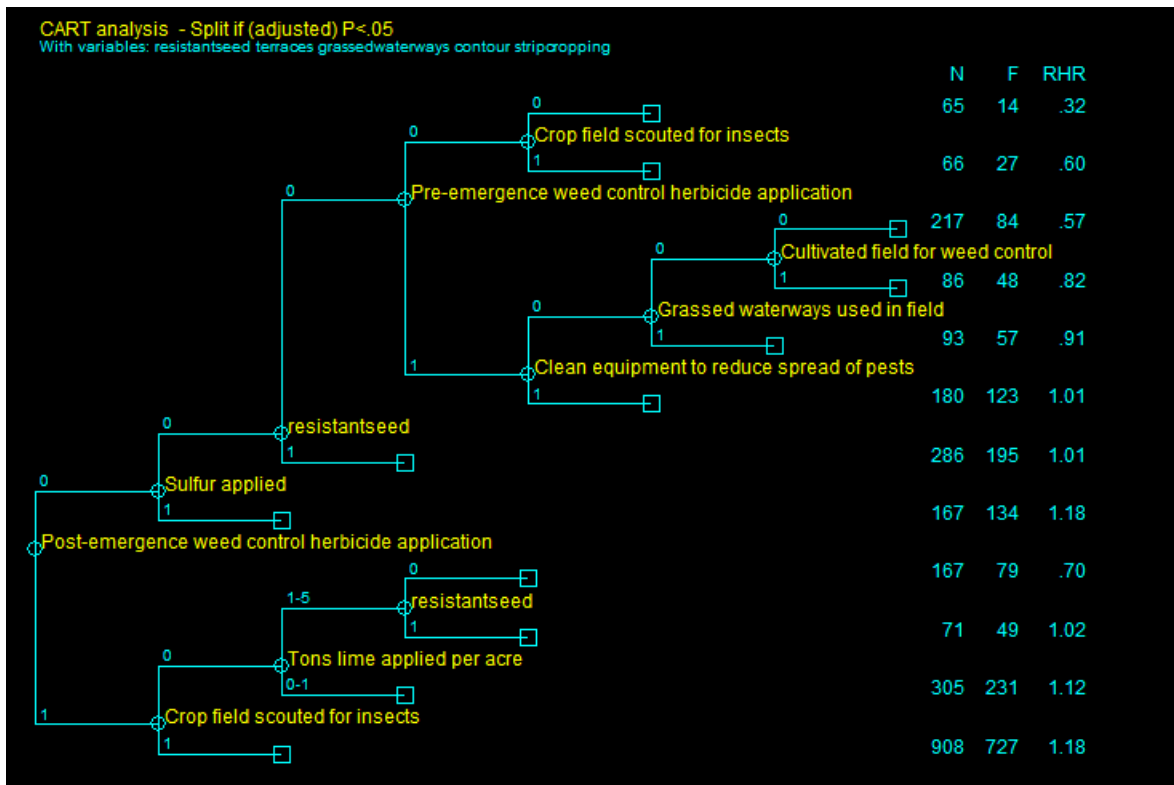 CART analysis - Split if (adjusted) P<.05
With variables: resistantseed terraces grassedwaterways contour stripcropping
N F RHR
0 65 14 .32
0 Crop field scouted for insects
1 66 27 .60
0 Pre-emergence weed control herbicide application
0 217 84 .57
0 Cultivated field for weed control
1 86 48 .82
0 Grassed waterways used in field
1 93 57 .91
1 Clean equipment to reduce spread of pests
1 180 123 1.01
0 resistantseed
1 286 195 1.01
0 Sulfur applied
1 167 134 1.18
Post-emergence weed control herbicide application
0 167 79 .70
1-5 resistantseed
1 71 49 1.02
0 Tons lime applied per acre
0-1 305 231 1.12
1 Crop field scouted for insects
1 908 727 1.18